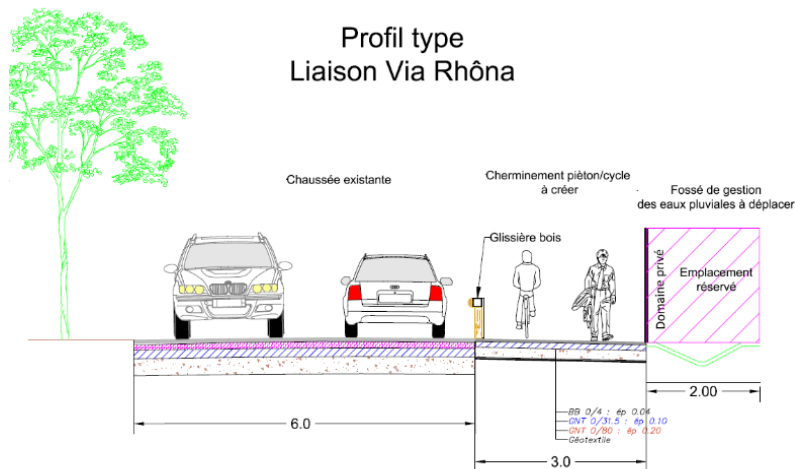 Profil type
Liaison Via Rhôna
Chaussée existante
Cherminement pièton/cycle
à créer
Fossé de gestion
des eaux pluviales à déplacer
Glissière bois
Domaine privé
Emplacement
réservé
2.00
BB 0/4 : ép 0.04
GNT 0/31.5 : ép 0.10
GNT 0/80 : ép 0.20
Géotextile
6.0
3.0